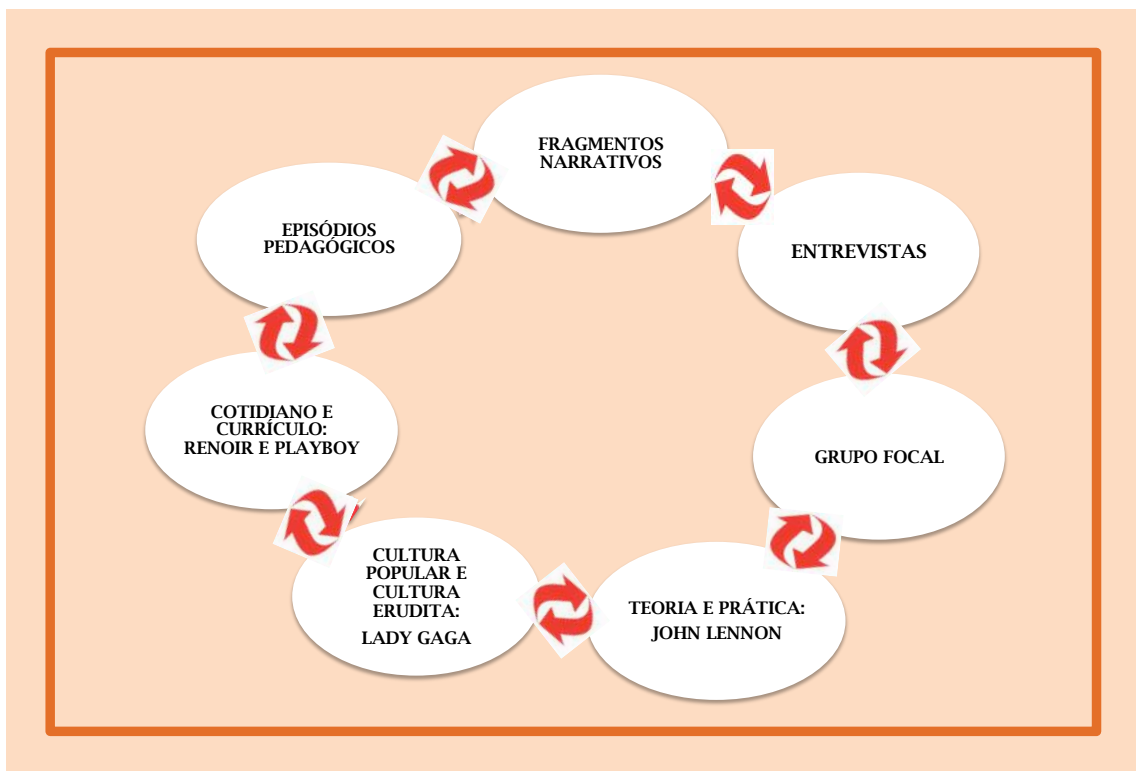 FRAGMENTOS
NARRATIVOS
ENTREVISTAS
GRUPO FOCAL
TEORIA E PRÁTICA:
JOHN LENNON
CULTURA
POPULAR E
CULTURA
ERUDITA:
LADY GAGA
COTIDIANO E
CURRÍCULO:
RENOIR E PLAYBOY
EPISÓDIOS
PEDAGÓGICOS